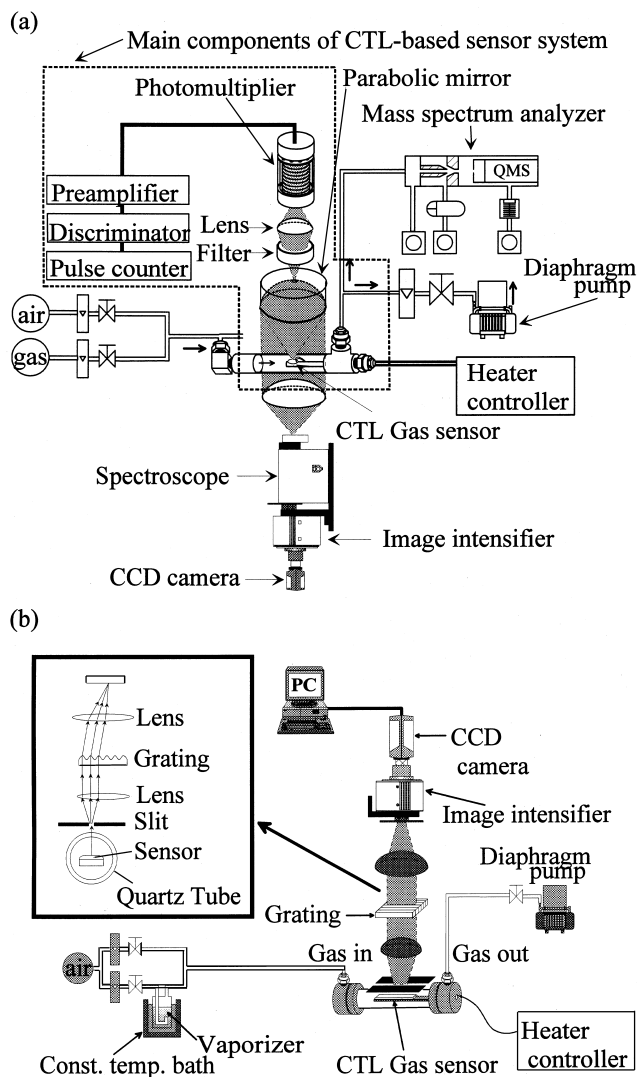 (a)
Main components of CTL-based sensor system
Photomultiplier
Parabolic mirror
Mass spectrum analyzer
QMS
Preamplifier
Discriminator
Pulse counter
Lens
Filter
Diaphragm
pump
air
gas
Heater
controller
CTL Gas sensor
Spectroscope
Image intensifier
CCD camera
(b)
PC
Lens
Grating
Lens
Slit
Sensor
Quartz Tube
CCD
camera
Image intensifier
Diaphragm
pump
Grating
Gas in
Gas out
air
Vaporizer
Const. temp. bath
CTL Gas sensor
Heater
controller